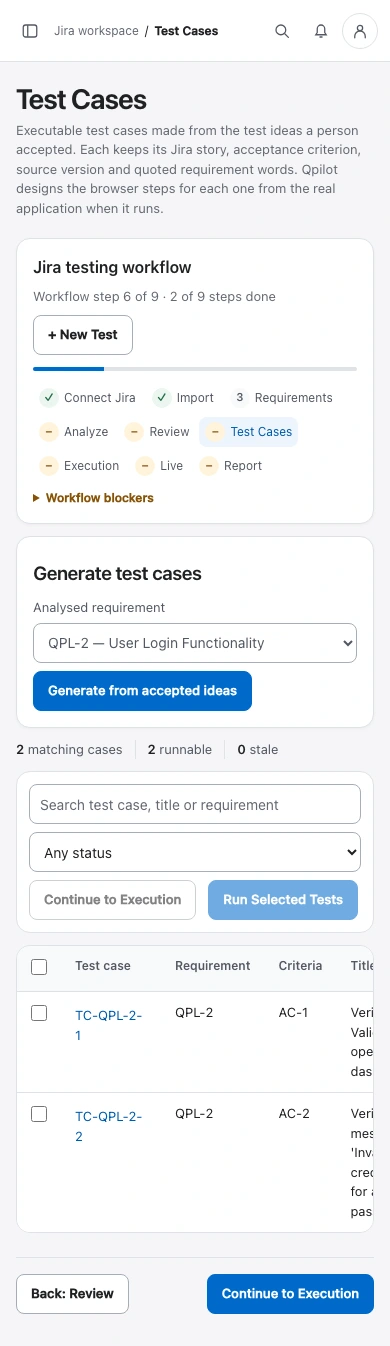 Jira workspace / Test Cases
Test Cases
Executable test cases made from the test ideas a person
accepted. Each keeps its Jira story, acceptance criterion,
source version and quoted requirement words. Qpilot
designs the browser steps for each one from the real
application when it runs.
Jira testing workflow
Workflow step 6 of 9 · 2 of 9 steps done
+ New Test
Connect Jira
Import
3 Requirements
– Analyze
– Review
– Test Cases
– Execution
– Live
– Report
Workflow blockers
Generate test cases
Analysed requirement
QPL-2 — User Login Functionality
Generate from accepted ideas
2 matching cases
2 runnable
0 stale
Search test case, title or requirement
Any status
Continue to Execution
Run Selected Tests
Test case Requirement Criteria
TC-QPL-2- QPL-2 AC-1
1
TC-QPL-2- QPL-2 AC-2
2
Back: Review
Continue to Execution